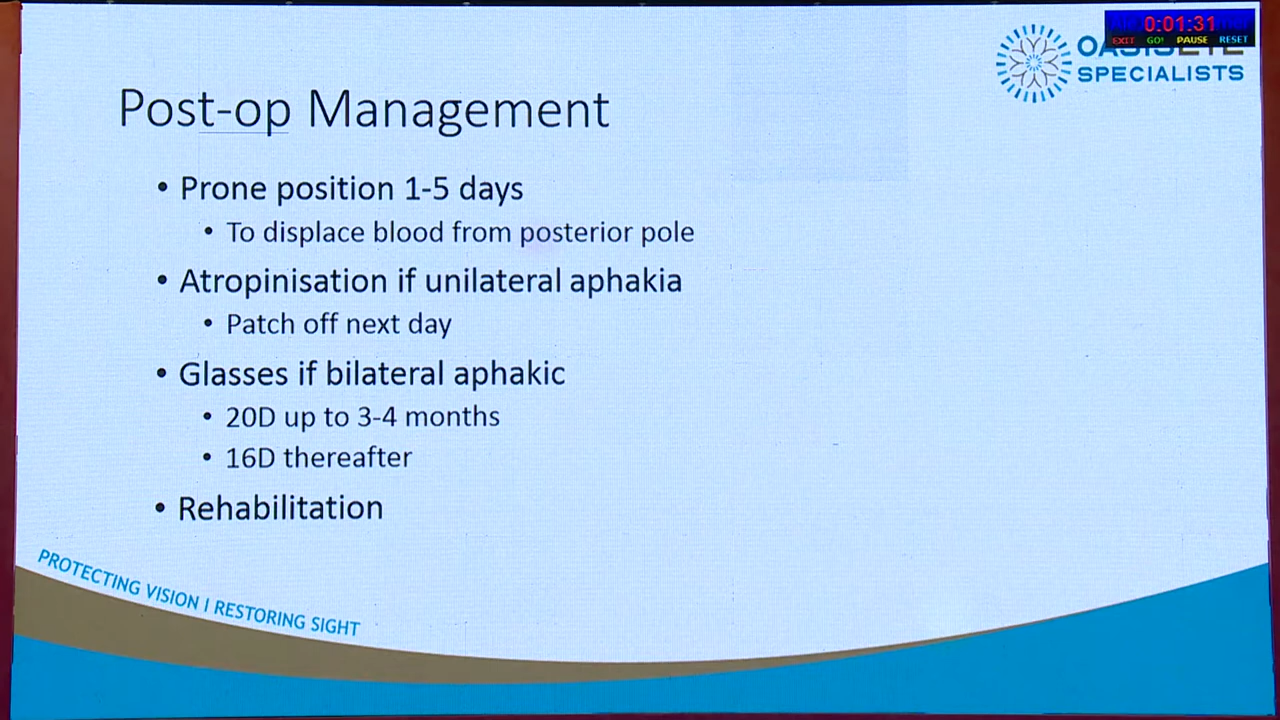 0:01:31
EXIT GO! PAUSE RESET
SPECIALISTS
Post-op Management
• Prone position 1-5 days
• To displace blood from posterior pole
• Atropinisation if unilateral aphakia
• Patch off next day
• Glasses if bilateral aphakic
• 20D up to 3-4 months
• 16D thereafter
• Rehabilitation
PROTECTING VISION I RESTORING SIGHT